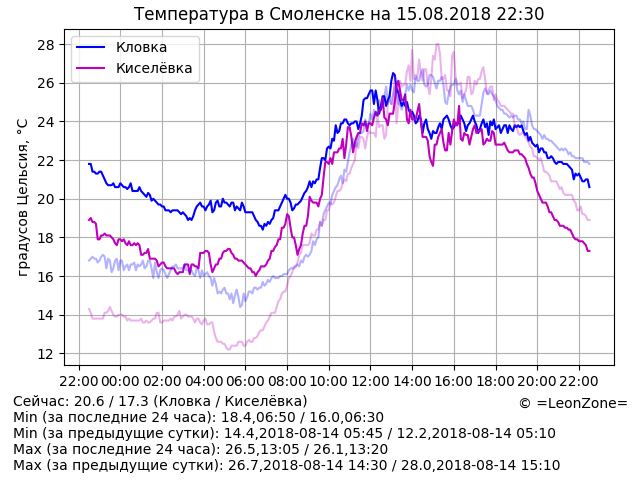 Температура в Смоленске на 15.08.2018 22:30
Кловка
Киселёвка
градусов Цельсия, °C
28
26
24
22
20
18
16
14
12
22:00 00:00 02:00 04:00 06:00 08:00 10:00 12:00 14:00 16:00 18:00 20:00 22:00
Сейчас: 20.6 / 17.3 (Кловка / Киселёвка)
© =LeonZone=
Min (за последние 24 часа): 18.4,06:50 / 16.0,06:30
Min (за предыдущие сутки): 14.4,2018-08-14 05:45 / 12.2,2018-08-14 05:10
Max (за последние 24 часа): 26.5,13:05 / 26.1,13:20
Max (за предыдущие сутки): 26.7,2018-08-14 14:30 / 28.0,2018-08-14 15:10